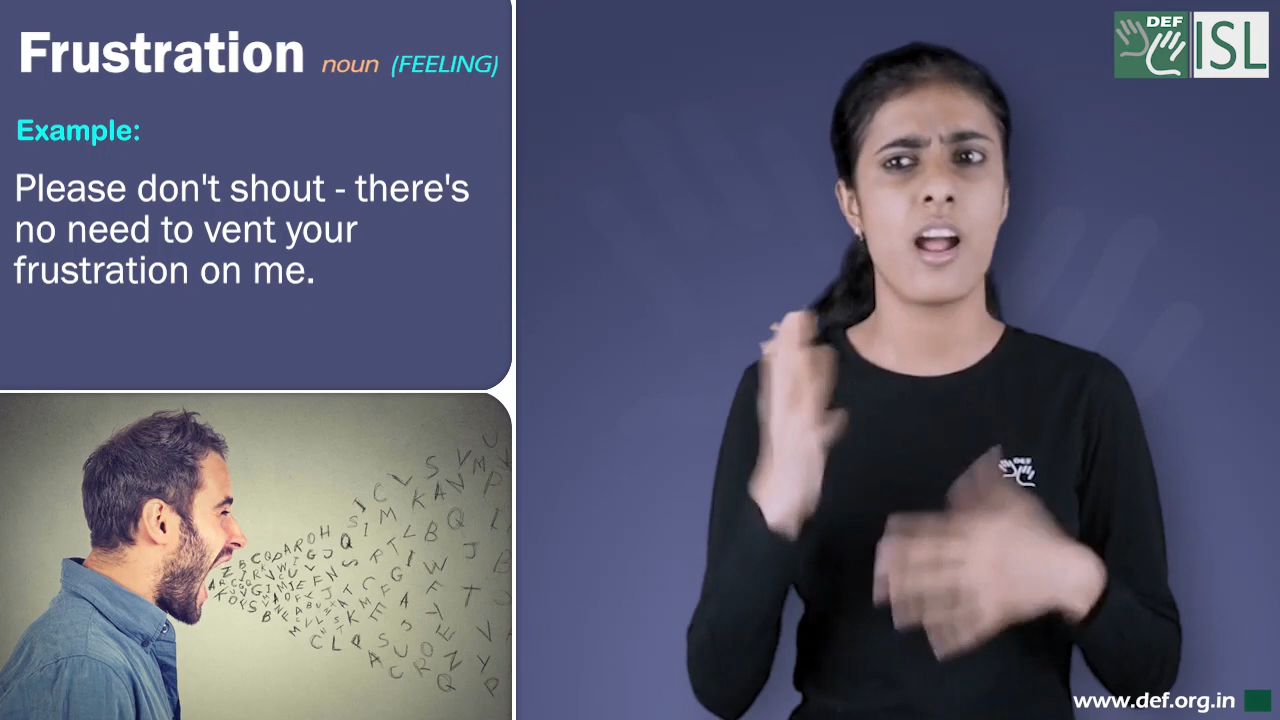 Frustration noun (FEELING)
Example:
Please don't shout - there's
no need to vent your
frustration on me.
DEF
ISL
DEF
www.def.org.in